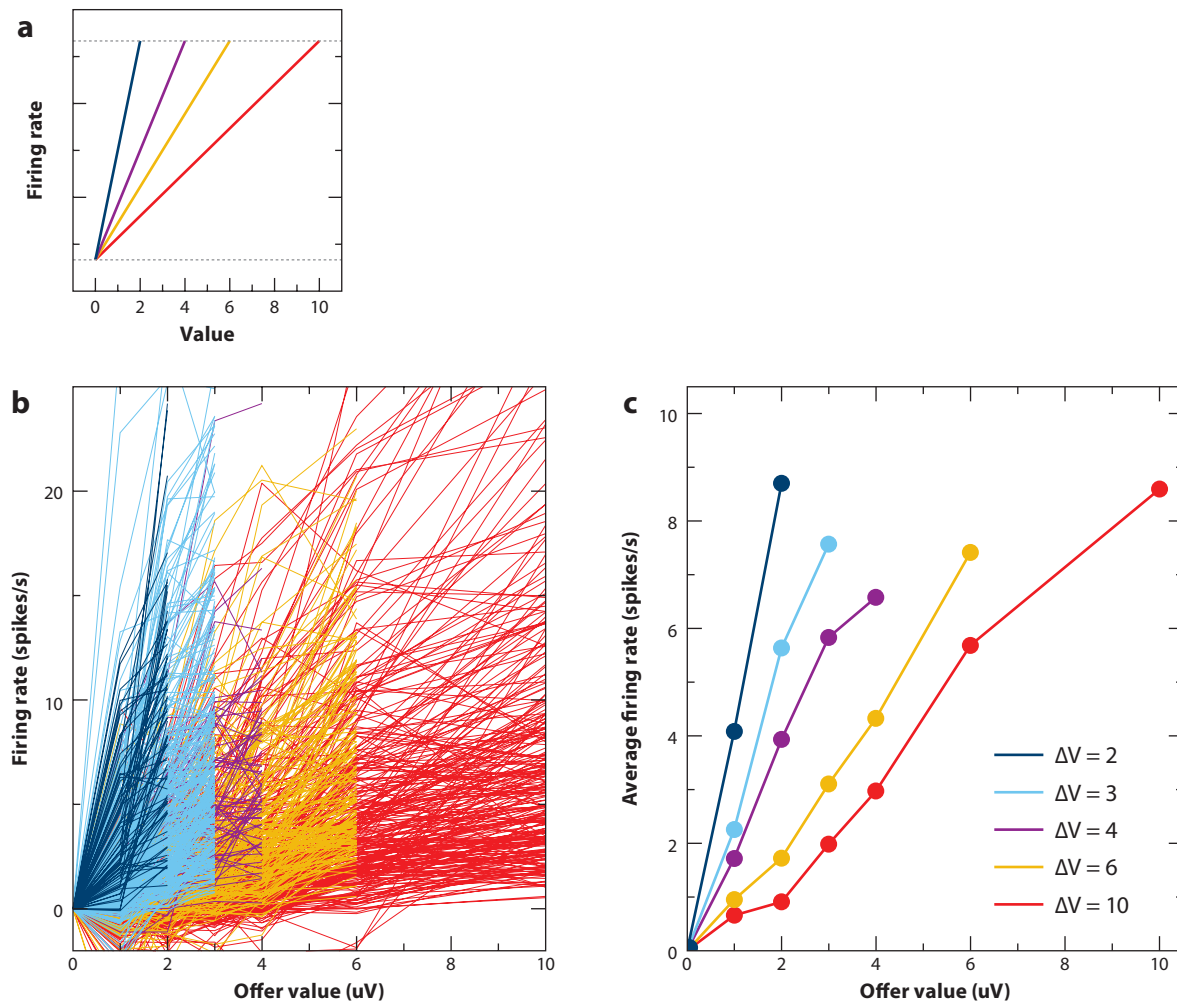 a
Firing rate
0 2 4 6 8 10
Value
b
Firing rate (spikes/s)
20
10
0
0 2 4 6 8 10
Offer value (uV)
c
Average firing rate (spikes/s)
10
8
6
4
2
0
0 2 4 6 8 10
Offer value (uV)
ΔV = 2
ΔV = 3
ΔV = 4
ΔV = 6
ΔV = 10